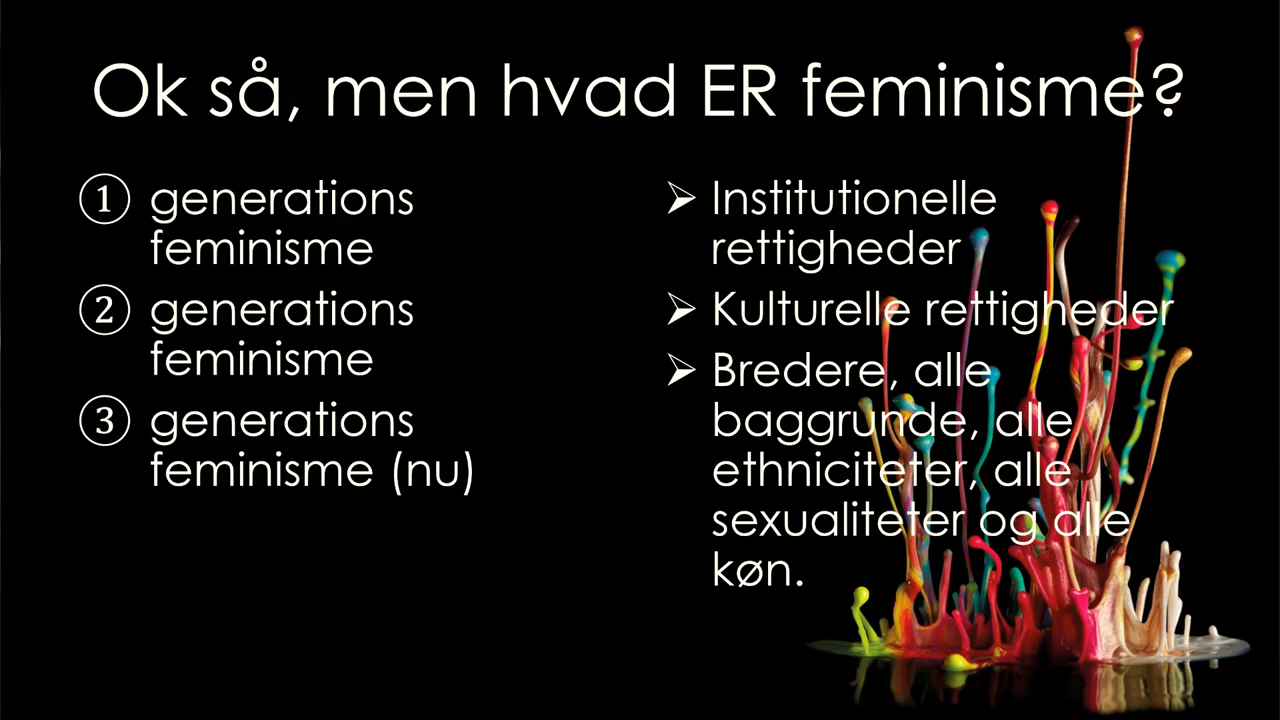 Ok så, men hvad ER feminisme?
① generations
feminisme
② generations
feminisme
③ generations
feminisme (nu)
➢ Institutionelle
rettigheder
➢ Kulturelle rettigheder
➢ Bredere, alle
baggrunde, alle
ethniciteter, alle
sexualiteter og alle
køn.